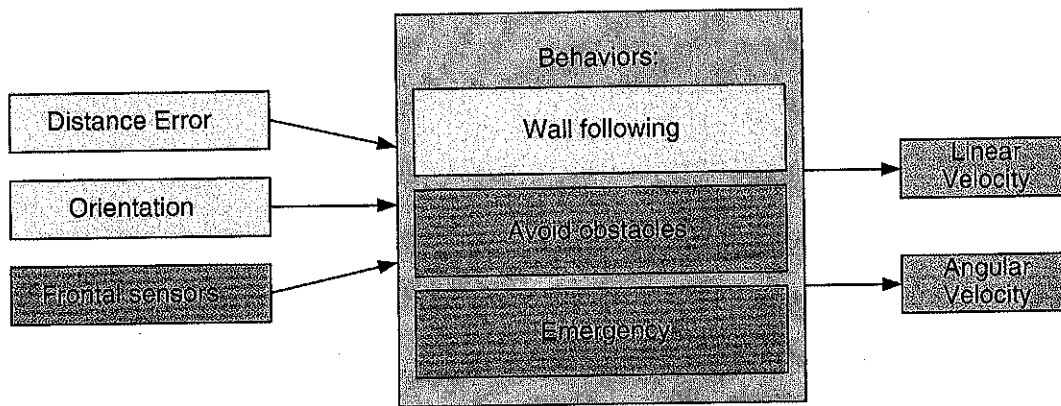 Behaviors:
Distance Error
Wall following
Orientation
Avoid obstacles
Frontal sensors
Emergency
Linear
Velocity
Angular
Velocity